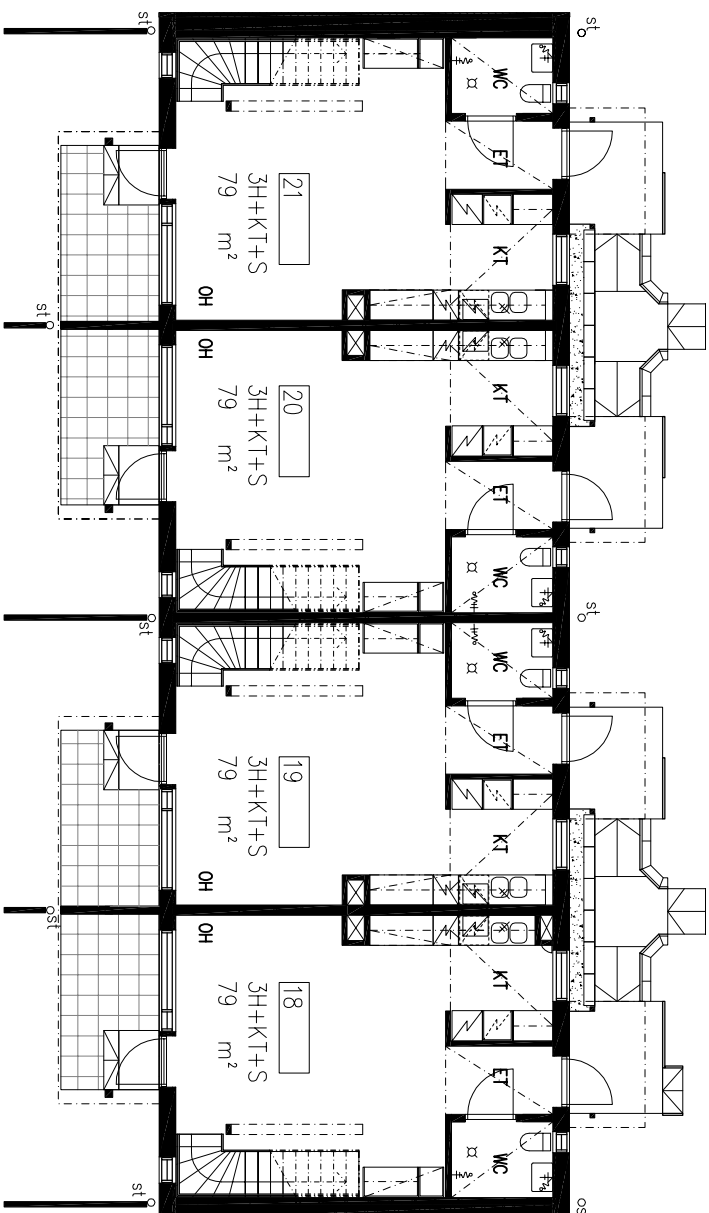 st
st
WC
ET
21
3H+KT+S
79 m²
KT
OH
st
OH
20
3H+KT+S
79 m²
KT
ET
WC
st
st
WC
ET
19
3H+KT+S
79 m²
KT
OH
st
OH
18
3H+KT+S
79 m²
KT
ET
WC
st
s